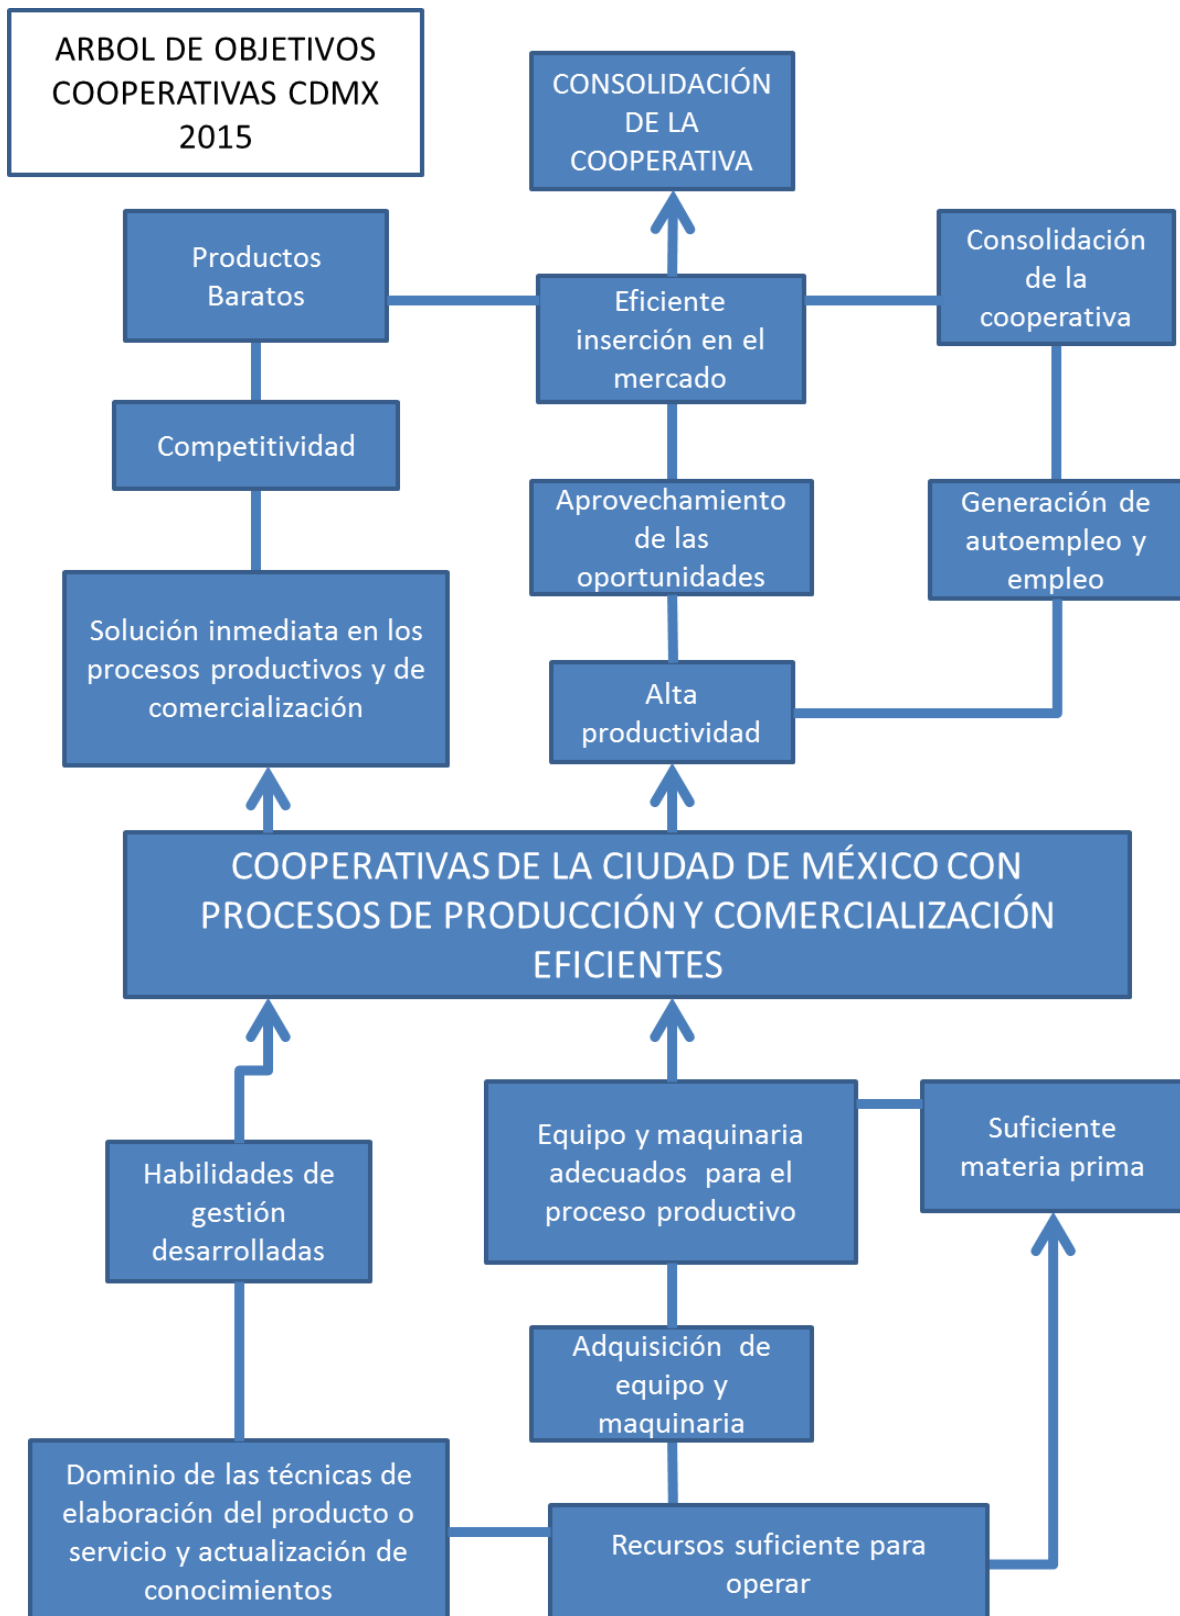 ARBOL DE OBJETIVOS
COOPERATIVAS CDMX
2015
CONSOLIDACIÓN
DE LA
COOPERATIVA
Productos
Baratos
Eficiente
inserción en el
mercado
Consolidación
de la
cooperativa
Competitividad
Aprovechamiento
de las
oportunidades
Generación de
autoempleo y
empleo
Solución inmediata en los
procesos productivos y de
comercialización
Alta
productividad
COOPERATIVAS DE LA CIUDAD DE MÉXICO CON
PROCESOS DE PRODUCCIÓN Y COMERCIALIZACIÓN
EFICIENTES
Habilidades de
gestión
desarrolladas
Equipo y maquinaria
adecuados para el
proceso productivo
Suficiente
materia prima
Adquisición de
equipo y
maquinaria
Dominio de las técnicas de
elaboración del producto o
servicio y actualización de
conocimientos
Recursos suficiente para
operar